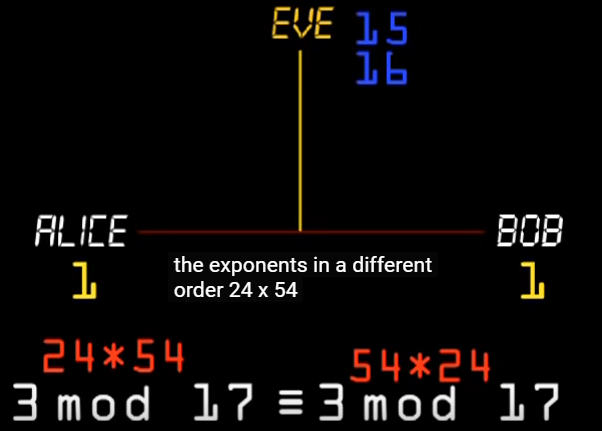 EVE 15
16
ALICE
BOB
1
1
the exponents in a different
order 24 x 54
24*54
54*24
3 mod 17 ≡ 3 mod 17